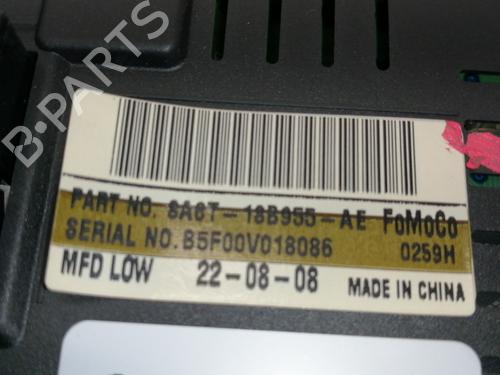 B-PARTS
PART NO. 8A6T-18B955-AE FoMoCo
SERIAL NO. B5F00V018086 0259H
MFD LOW 22-08-08 MADE IN CHINA